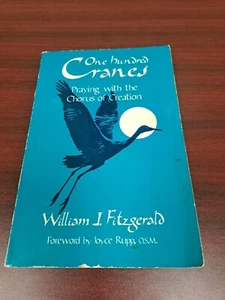 One hundred
Cranes
Praying with the
Chorus of Creation
William J. Fitzgerald
Foreword by Joyce Rupp, O.S.M.